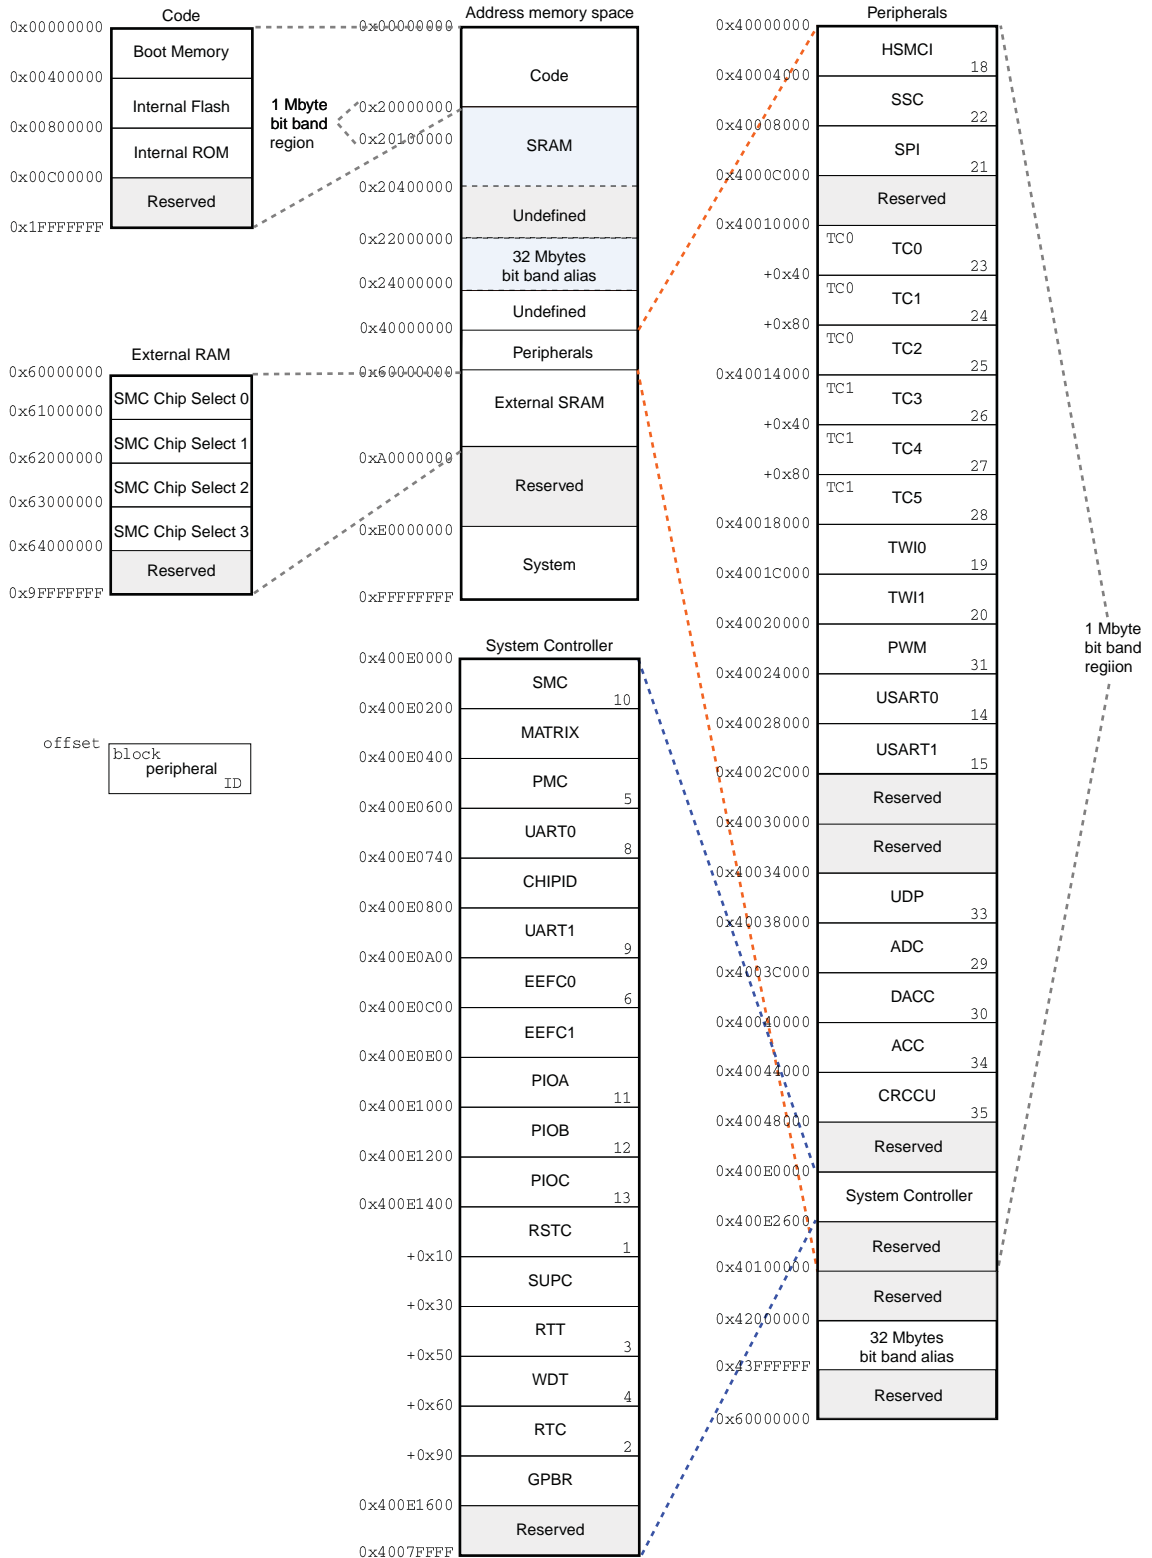 Code
0x00000000
Boot Memory
0x00400000
Internal Flash
0x00800000
Internal ROM
0x00C00000
Reserved
0x1FFFFFFF
1 Mbyte
bit band
region
External RAM
0x60000000
SMC Chip Select 0
0x61000000
SMC Chip Select 1
0x62000000
SMC Chip Select 2
0x63000000
SMC Chip Select 3
0x64000000
Reserved
0x9FFFFFFF
offset
block
peripheral
ID
Address memory space
0x00000000
Code
0x20000000
0x20100000
SRAM
0x20400000
Undefined
0x22000000
32 Mbytes
bit band alias
0x24000000
Undefined
0x40000000
Peripherals
0x60000000
External SRAM
0xA0000000
Reserved
0xE0000000
System
0xFFFFFFFF
System Controller
0x400E0000
SMC
10
0x400E0200
MATRIX
0x400E0400
PMC
5
0x400E0600
UART0
8
0x400E0740
CHIPID
0x400E0800
UART1
9
0x400E0A00
EEFC0
6
0x400E0C00
EEFC1
0x400E0E00
PIOA
11
0x400E1000
PIOB
12
0x400E1200
PIOC
13
0x400E1400
RSTC
1
+0x10
SUPC
+0x30
RTT
3
+0x50
WDT
4
+0x60
RTC
2
+0x90
GPBR
0x400E1600
Reserved
0x4007FFFF
Peripherals
0x40000000
HSMCI
18
0x40004000
SSC
22
0x40008000
SPI
21
0x4000C000
Reserved
0x40010000
TC0
TC0
23
+0x40
TC0
TC1
24
+0x80
TC0
TC2
25
0x40014000
TC1
TC3
26
+0x40
TC1
TC4
27
+0x80
TC1
TC5
28
0x40018000
TWI0
19
0x4001C000
TWI1
20
0x40020000
PWM
31
0x40024000
USART0
14
0x40028000
USART1
15
0x4002C000
Reserved
0x40030000
Reserved
0x40034000
UDP
33
0x40038000
ADC
29
0x4003C000
DACC
30
0x40040000
ACC
34
0x40044000
CRCCU
35
0x40048000
Reserved
0x400E0000
System Controller
0x400E2600
Reserved
0x40100000
Reserved
0x42000000
32 Mbytes
bit band alias
0x43FFFFFF
Reserved
0x60000000
1 Mbyte
bit band
regiion